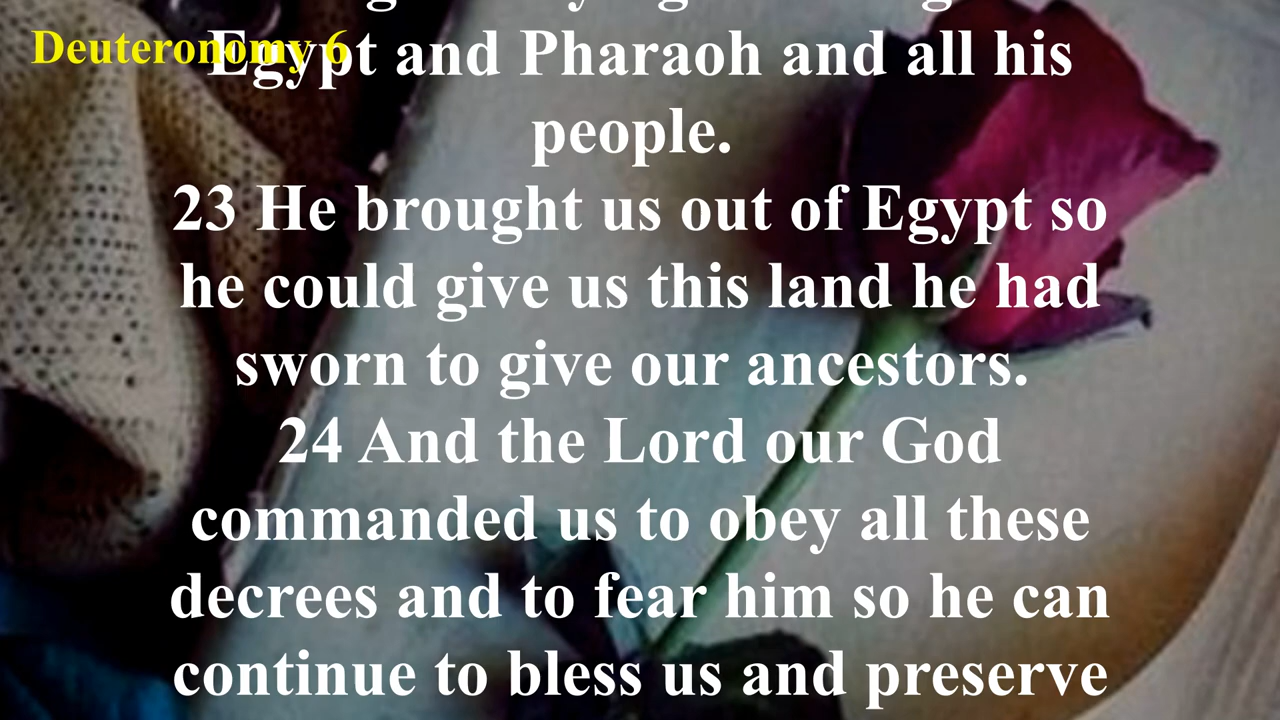 Deuteronomy 6
Egypt and Pharaoh and all his
people.
23 He brought us out of Egypt so
he could give us this land he had
sworn to give our ancestors.
24 And the Lord our God
commanded us to obey all these
decrees and to fear him so he can
continue to bless us and preserve